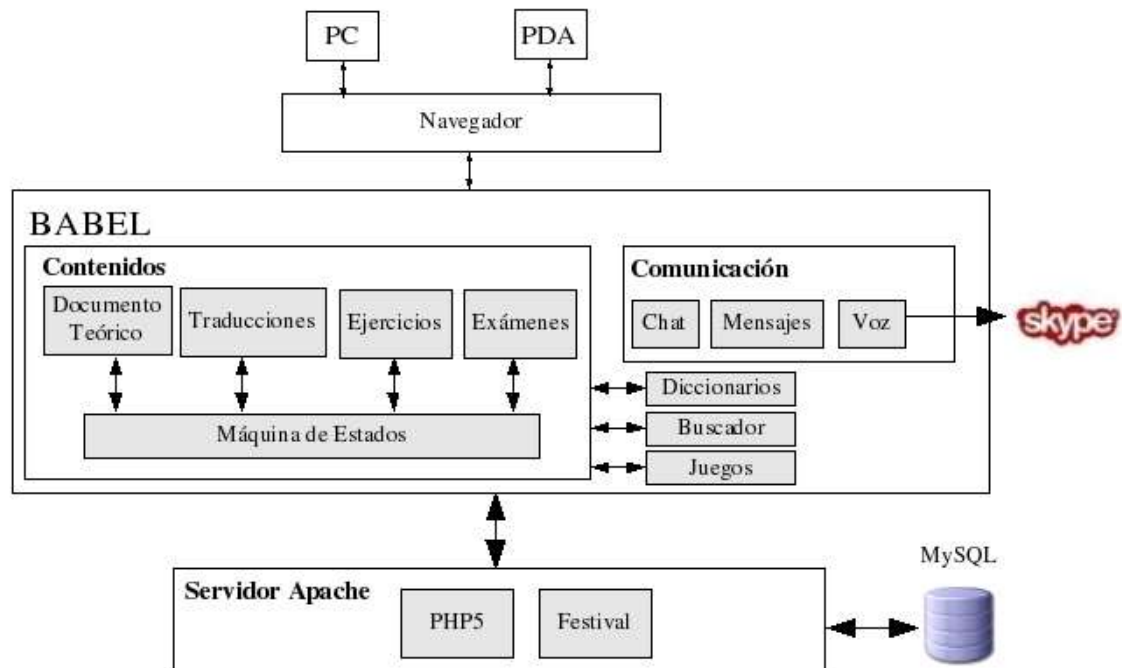 PC
PDA
Navegador
BABEL
Contenidos
Documento
Teórico
Traducciones
Ejercicios
Exámenes
Máquina de Estados
Comunicación
Chat
Mensajes
Voz
skype
Diccionarios
Buscador
Juegos
Servidor Apache
PHP5
Festival
MySQL